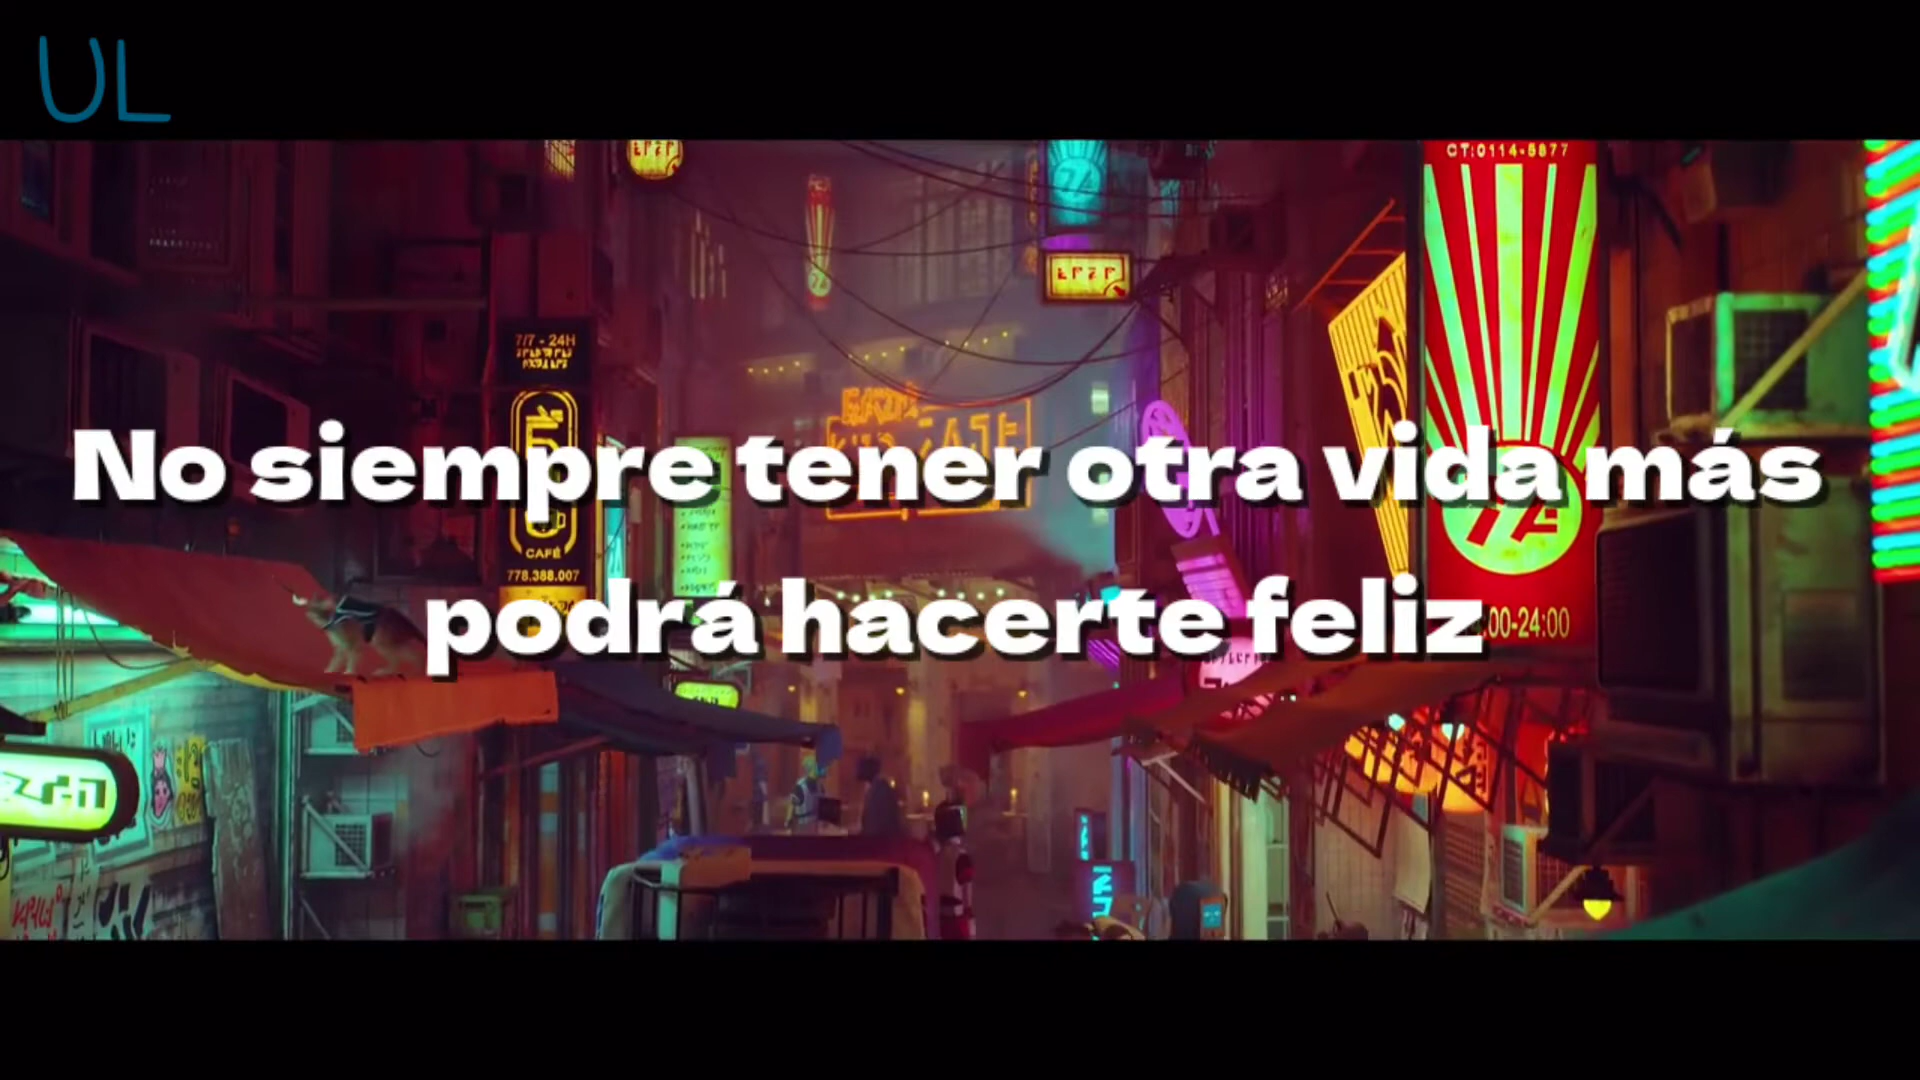 UL
CT:0114-5877
7/7 - 24H
No siempre tener otra vida más
CAFÉ
778.388.007
podrá hacerte feliz
.00-24:00